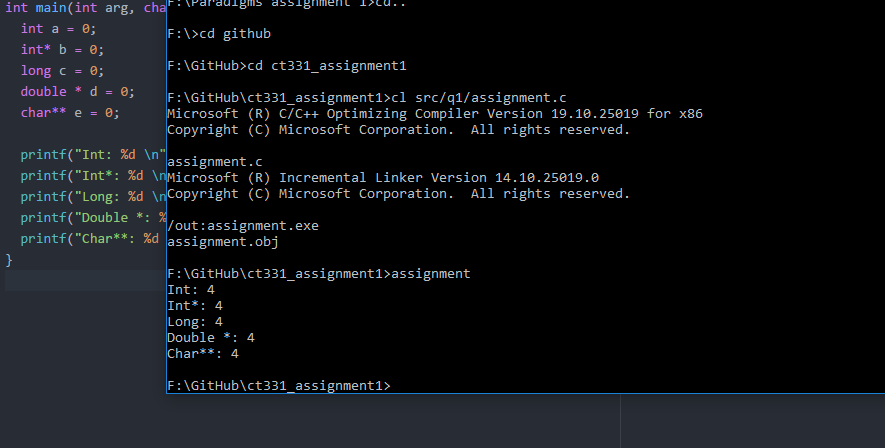 int main(int arg, cha
int a = 0;
int* b = 0;
long c = 0;
double * d = 0;
char** e = 0;
printf("Int: %d \n"
printf("Int*: %d \n
printf("Long: %d \n
printf("Double *: %
printf("Char**: %d
}
F:\Paradigms assignment 1>cd..
F:\>cd github
F:\GitHub>cd ct331_assignment1
F:\GitHub\ct331_assignment1>cl src/q1/assignment.c
Microsoft (R) C/C++ Optimizing Compiler Version 19.10.25019 for x86
Copyright (C) Microsoft Corporation.  All rights reserved.
assignment.c
Microsoft (R) Incremental Linker Version 14.10.25019.0
Copyright (C) Microsoft Corporation.  All rights reserved.
/out:assignment.exe
assignment.obj
F:\GitHub\ct331_assignment1>assignment
Int: 4
Int*: 4
Long: 4
Double *: 4
Char**: 4
F:\GitHub\ct331_assignment1>